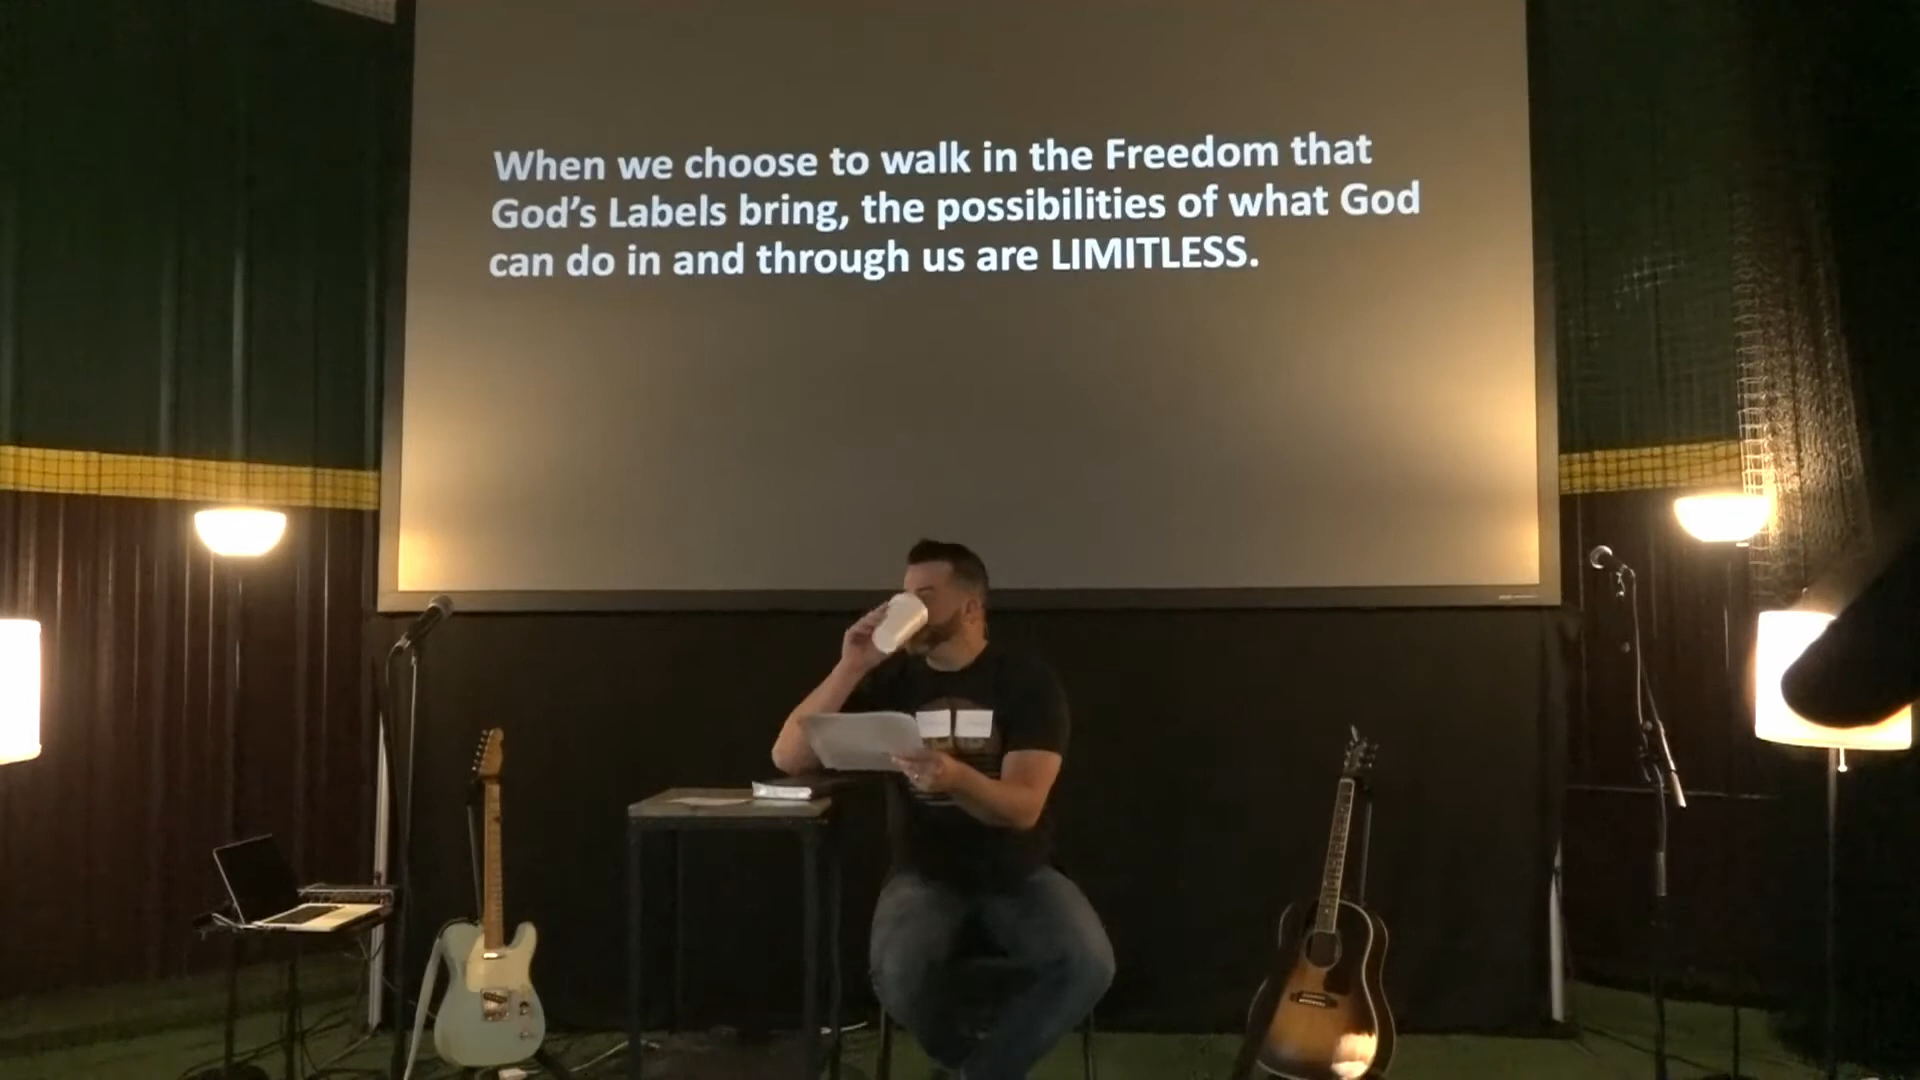 When we choose to walk in the Freedom that
God's Labels bring, the possibilities of what God
can do in and through us are LIMITLESS.